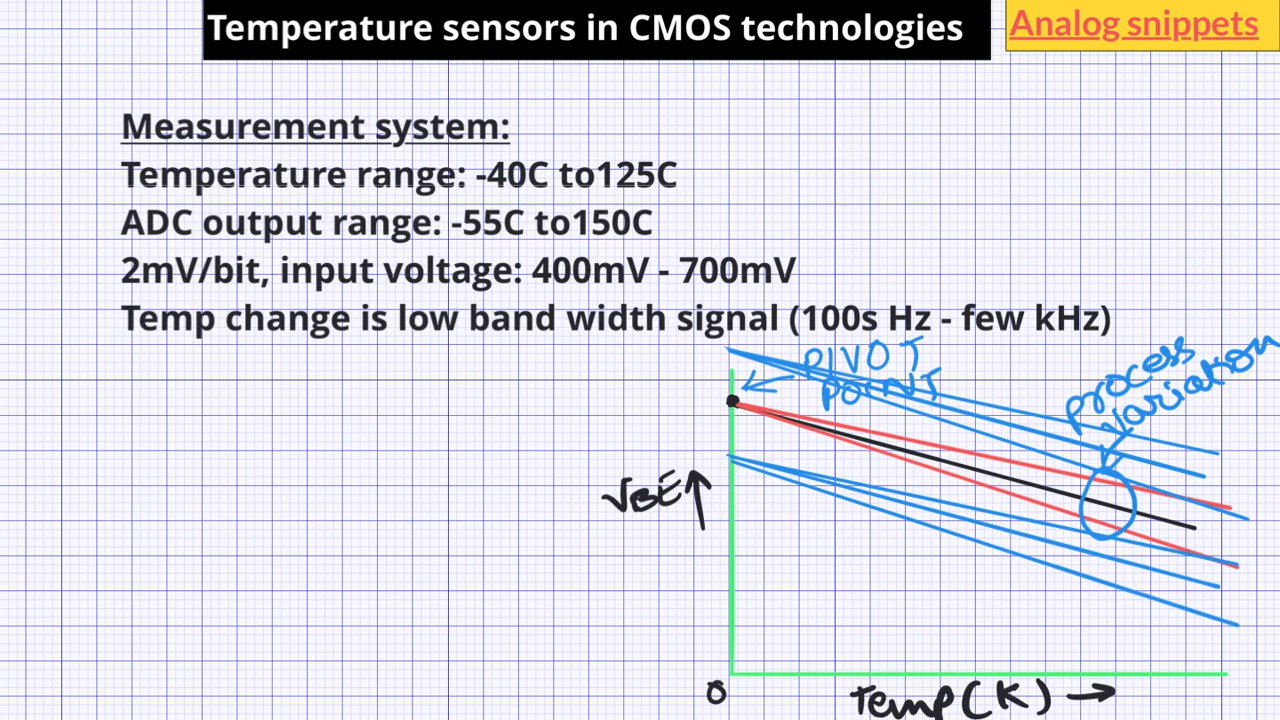 Temperature sensors in CMOS technologies
Analog snippets
Measurement system:
Temperature range: -40C to125C
ADC output range: -55C to150C
2mV/bit, input voltage: 400mV - 700mV
Temp change is low band width signal (100s Hz - few kHz)
PIVOT
POINT
process
variation
VBE
0
Temp(K)